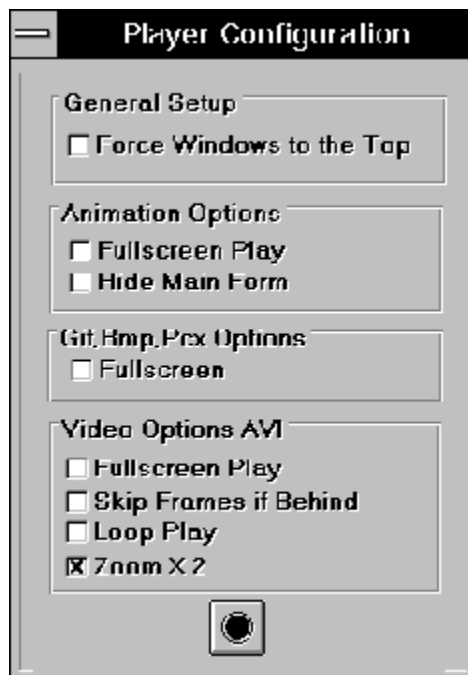 Player Configuration
General Setup
Force Windows to the Top
Animation Options
Fullscreen Play
Hide Main Form
Gif,Bmp,Pcx Options
Fullscreen
Video Options AVI
Fullscreen Play
Skip Frames if Behind
Loop Play
Zoom X 2